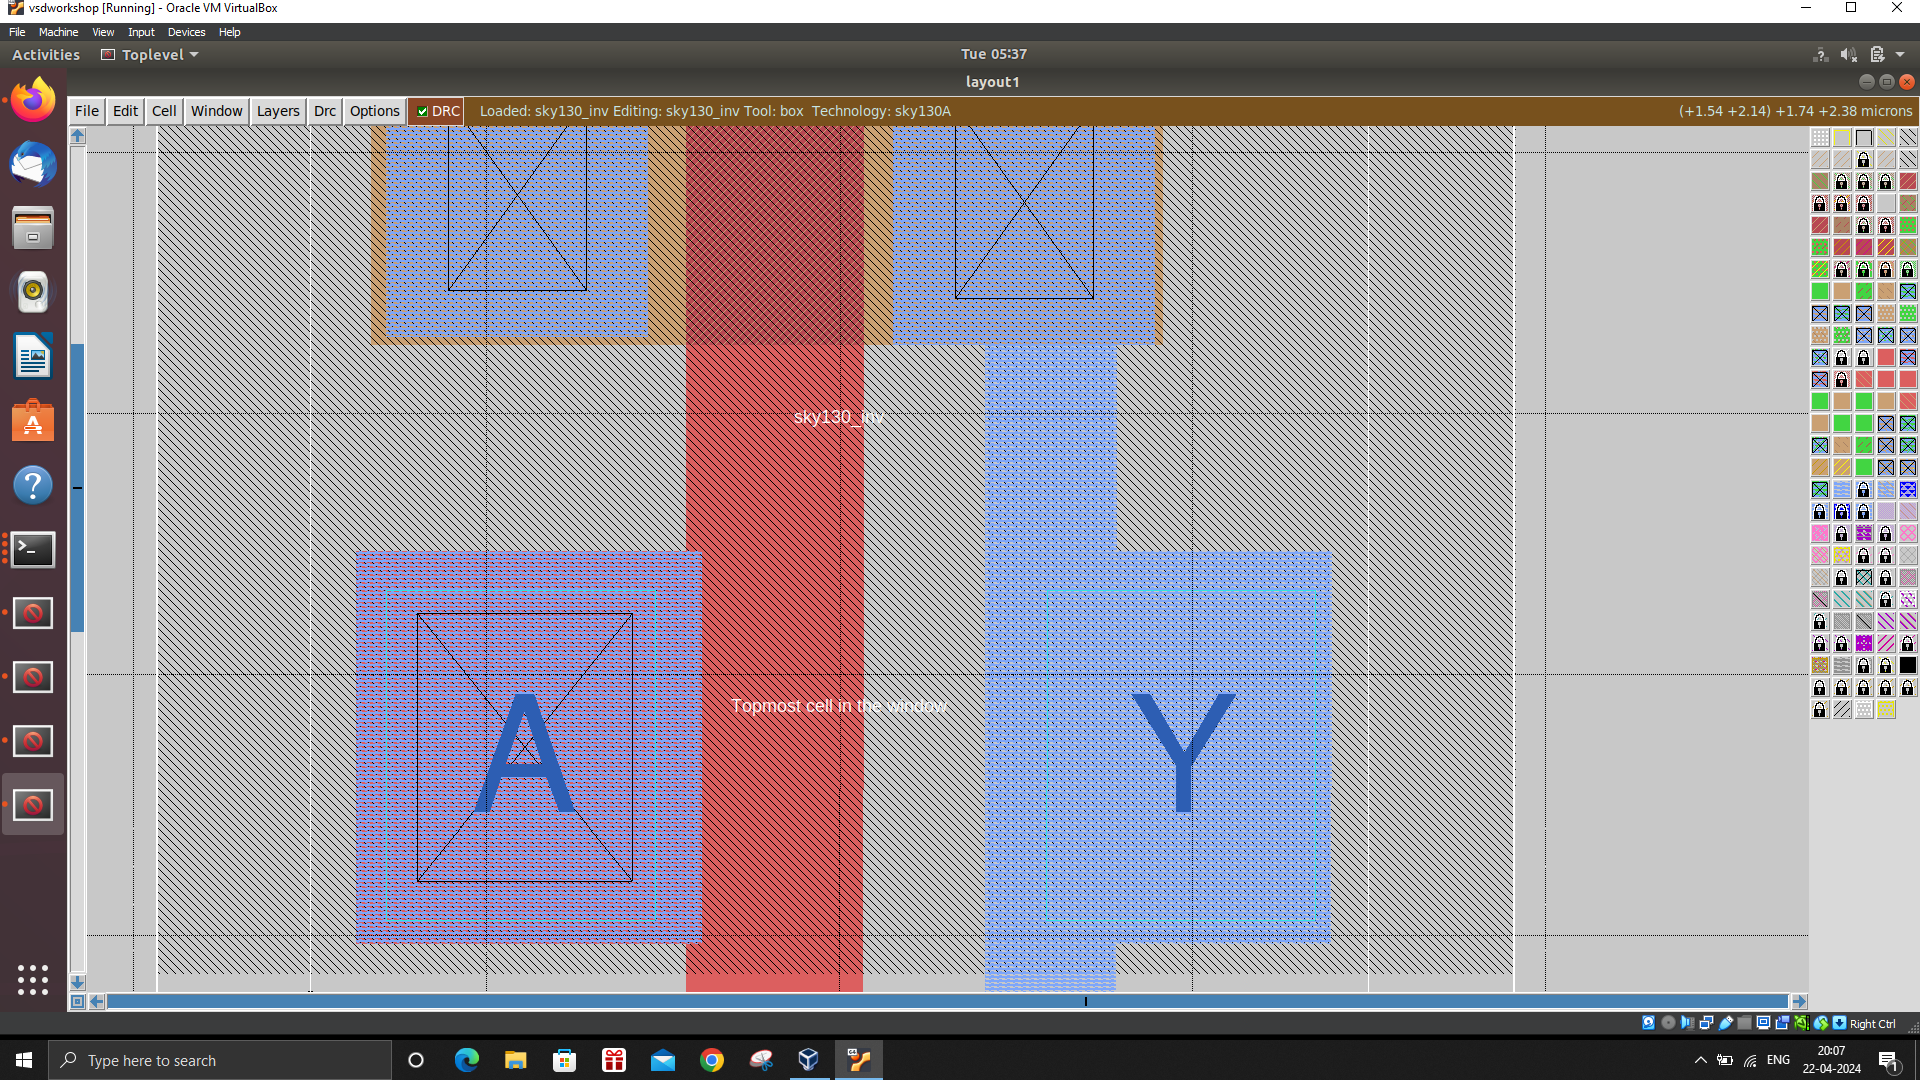 vsdworkshop [Running] - Oracle VM VirtualBox
File Machine View Input Devices Help
Activities Toplevel Tue 05:37
layout1
File Edit Cell Window Layers Drc Options DRC Loaded: sky130_inv Editing: sky130_inv Tool: box Technology: sky130A (+1.54 +2.14) +1.74 +2.38 microns
sky130_inv
Topmost cell in the window
A Y
Right Ctrl
Type here to search
ENG
20:07
22-04-2024
1